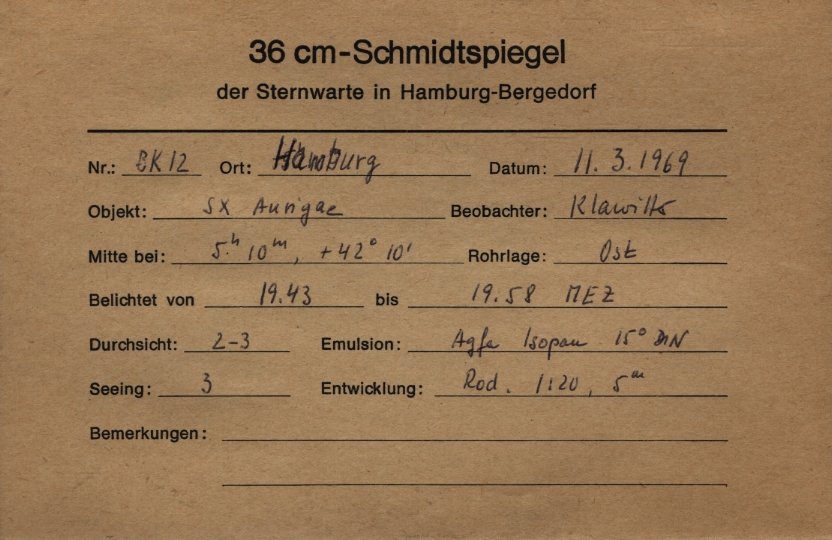 36 cm-Schmidtspiegel
der Sternwarte in Hamburg-Bergedorf
Nr.: BK12 Ort: Hamburg Datum: 11. 3. 1969
Objekt: SX Aurigae Beobachter:
Mitte bei: 5h 10m, +42° 10' Rohrlage: Ost
Belichtet von 19.43 bis 19.58 MEZ
Durchsicht: 2-3 Emulsion: Agfa Isopan 15° DIN
Seeing: 3 Entwicklung: Rod. 1:20, 5m
Bemerkungen: